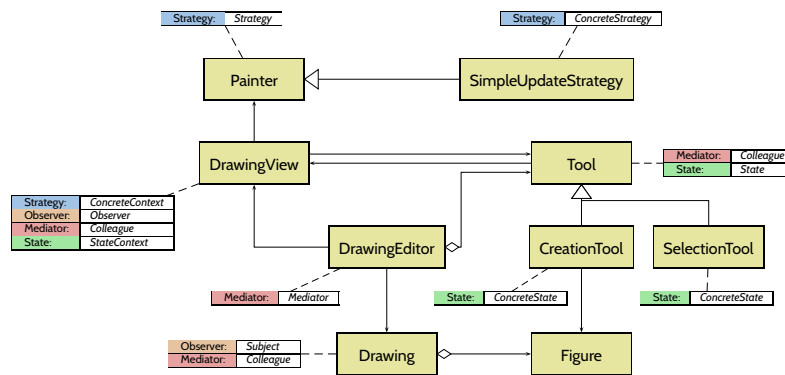 Strategy: Strategy
Strategy: ConcreteStrategy
Painter
SimpleUpdateStrategy
DrawingView
Tool
Mediator: Colleague
State: State
Strategy: ConcreteContext
Observer: Observer
Mediator: Colleague
State: StateContext
DrawingEditor
CreationTool
SelectionTool
Mediator: Mediator
State: ConcreteState
State: ConcreteState
Observer: Subject
Mediator: Colleague
Drawing
Figure